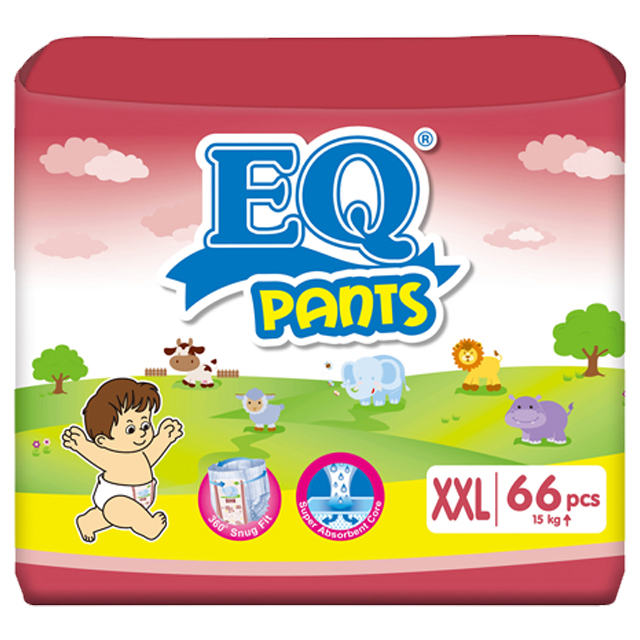 EQ®
PANTS
360° Snug Fit
Super Absorbent Core
XXL
66 pcs
15 kg↑